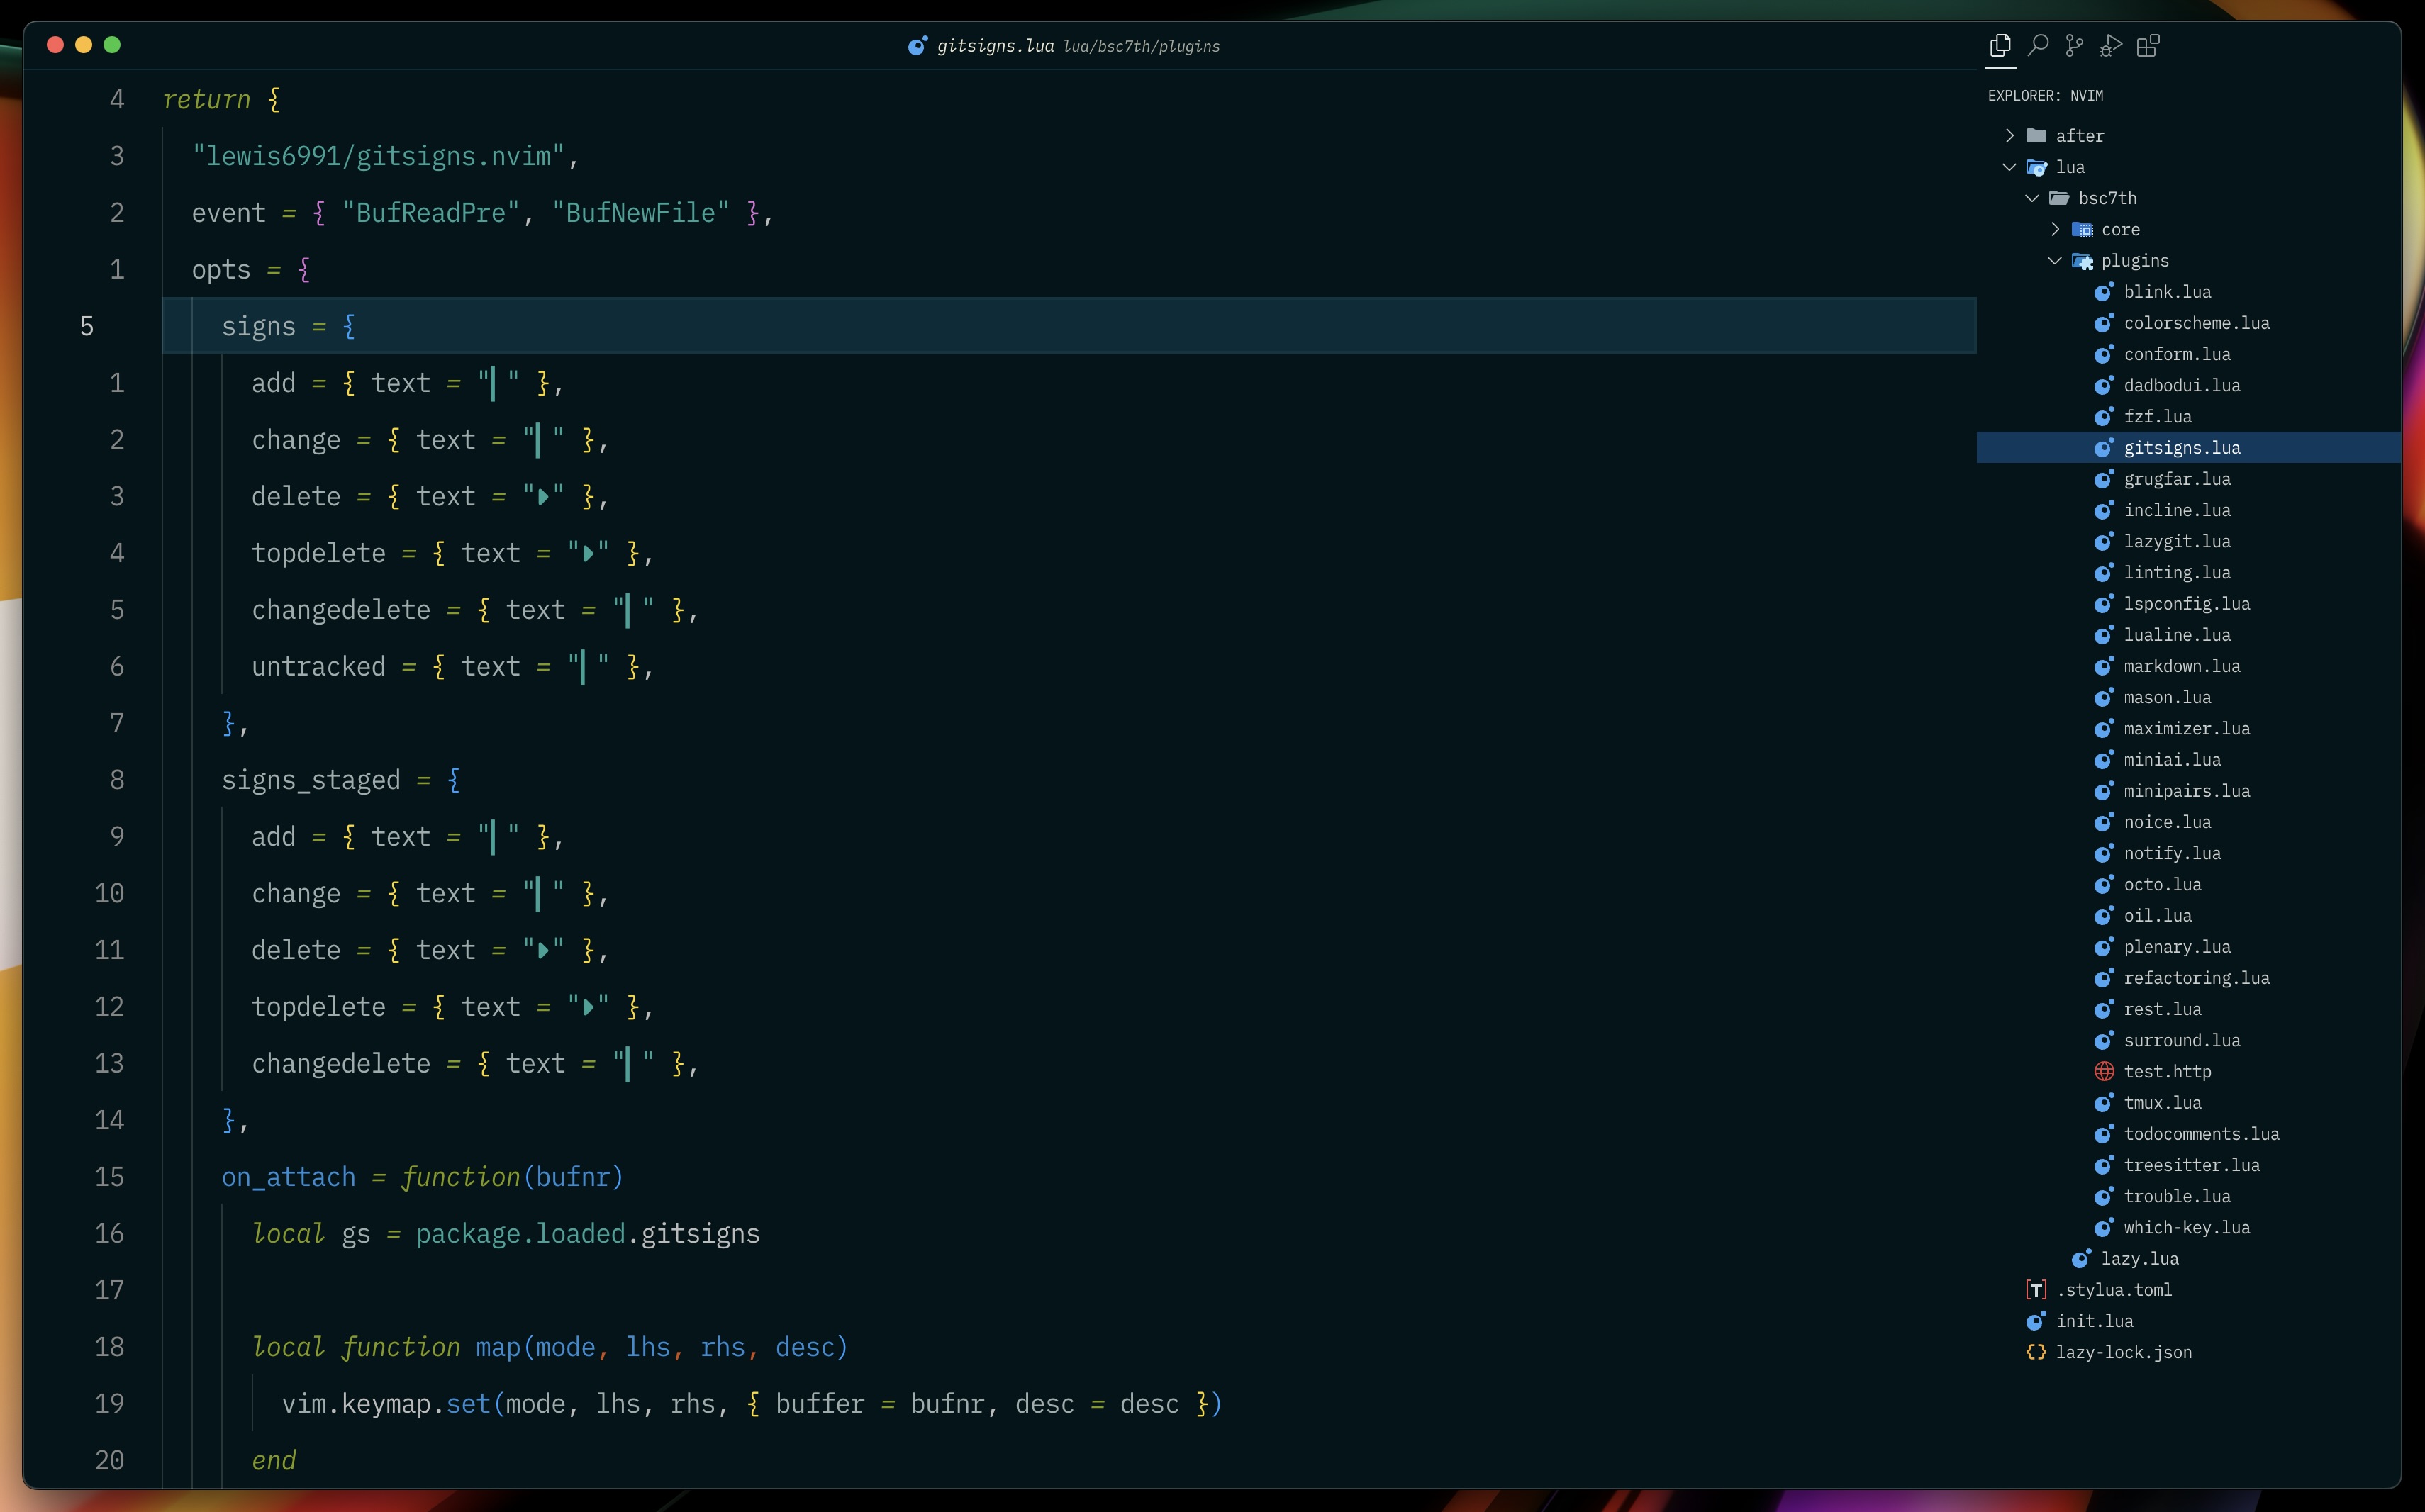 gitsigns.lua lua/bsc7th/plugins
4 return {
3 "lewis6991/gitsigns.nvim",
2 event = { "BufReadPre", "BufNewFile" },
1 opts = {
5 signs = {
1 add = { text = "▎" },
2 change = { text = "▎" },
3 delete = { text = "" },
4 topdelete = { text = "" },
5 changedelete = { text = "▎" },
6 untracked = { text = "▎" },
7 },
8 signs_staged = {
9 add = { text = "▎" },
10 change = { text = "▎" },
11 delete = { text = "" },
12 topdelete = { text = "" },
13 changedelete = { text = "▎" },
14 },
15 on_attach = function(bufnr)
16 local gs = package.loaded.gitsigns
17
18 local function map(mode, lhs, rhs, desc)
19 vim.keymap.set(mode, lhs, rhs, { buffer = bufnr, desc = desc })
20 end
EXPLORER: NVIM
after
lua
bsc7th
core
plugins
blink.lua
colorscheme.lua
conform.lua
dadbodui.lua
fzf.lua
gitsigns.lua
grugfar.lua
incline.lua
lazygit.lua
linting.lua
lspconfig.lua
lualine.lua
markdown.lua
mason.lua
maximizer.lua
miniai.lua
minipairs.lua
noice.lua
notify.lua
octo.lua
oil.lua
plenary.lua
refactoring.lua
rest.lua
surround.lua
test.http
tmux.lua
todocomments.lua
treesitter.lua
trouble.lua
which-key.lua
lazy.lua
.stylua.toml
init.lua
lazy-lock.json